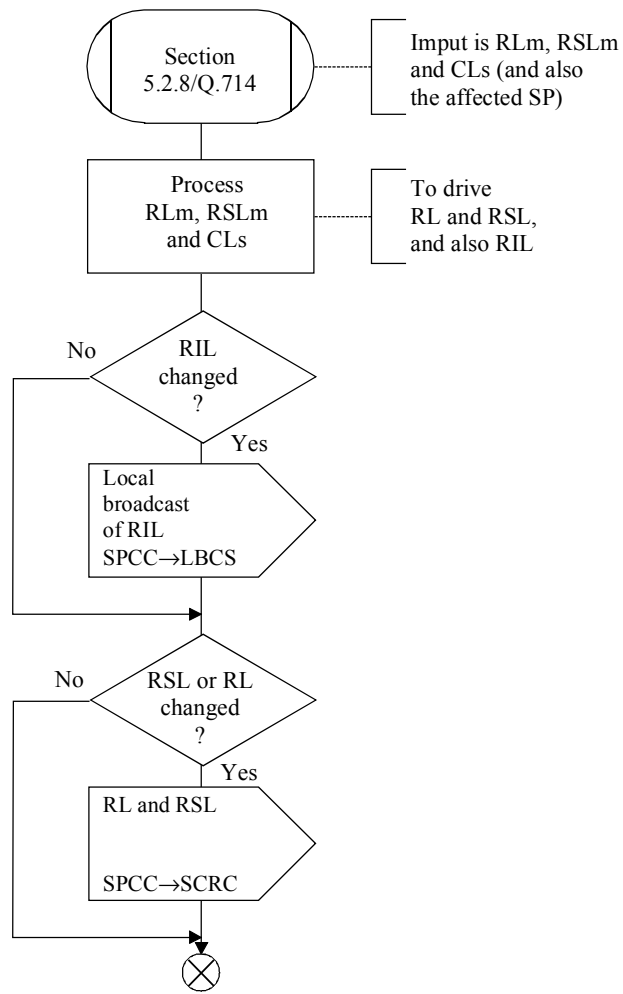 Section
5.2.8/Q.714
Imput is RLm, RSLm
and CLs (and also
the affected SP)
Process
RLm, RSLm
and CLs
To drive
RL and RSL,
and also RIL
No
RIL
changed
?
Yes
Local
broadcast
of RIL
SPCC→LBCS
No
RSL or RL
changed
?
Yes
RL and RSL
SPCC→SCRC